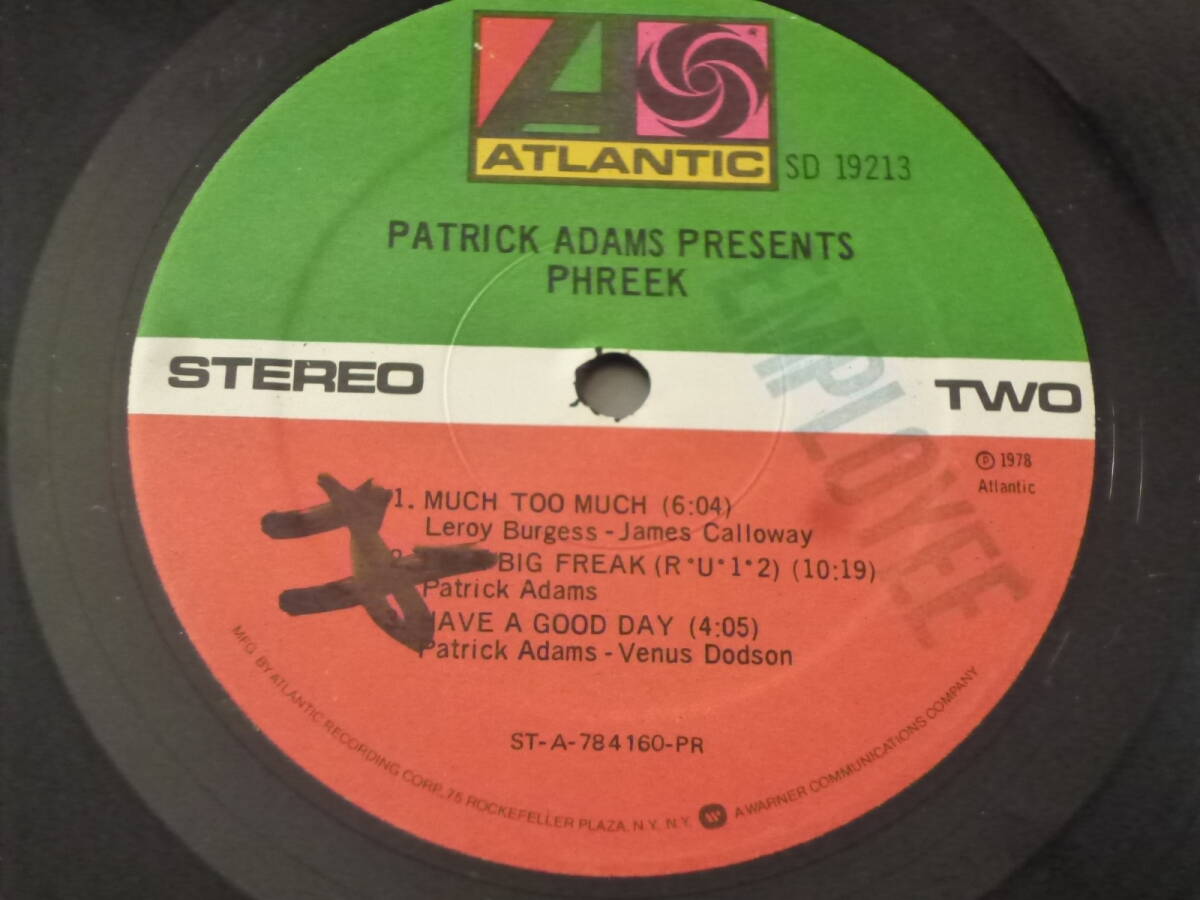 ATLANTIC
SD 19213
PATRICK ADAMS PRESENTS
PHREEK
EMPLOYEE
STEREO
TWO
℗ 1978
Atlantic
1. MUCH TOO MUCH (6:04)
Leroy Burgess - James Calloway
BIG FREAK (R•U•1•2) (10:19)
Patrick Adams
HAVE A GOOD DAY (4:05)
Patrick Adams - Venus Dodson
ST-A-784160-PR
MFG. BY ATLANTIC RECORDING CORP., 75 ROCKEFELLER PLAZA, N.Y. N.Y. W A WARNER COMMUNICATIONS COMPANY